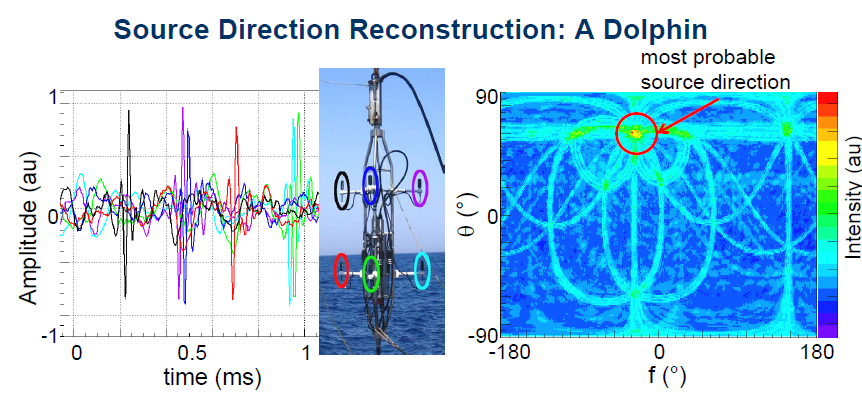 Source Direction Reconstruction: A Dolphin
most probable
source direction
1
0
-1
Amplitude (au)
0
0.5
1
time (ms)
90
0
-90
θ (°)
-180
0
180
f (°)
Intensity (au)